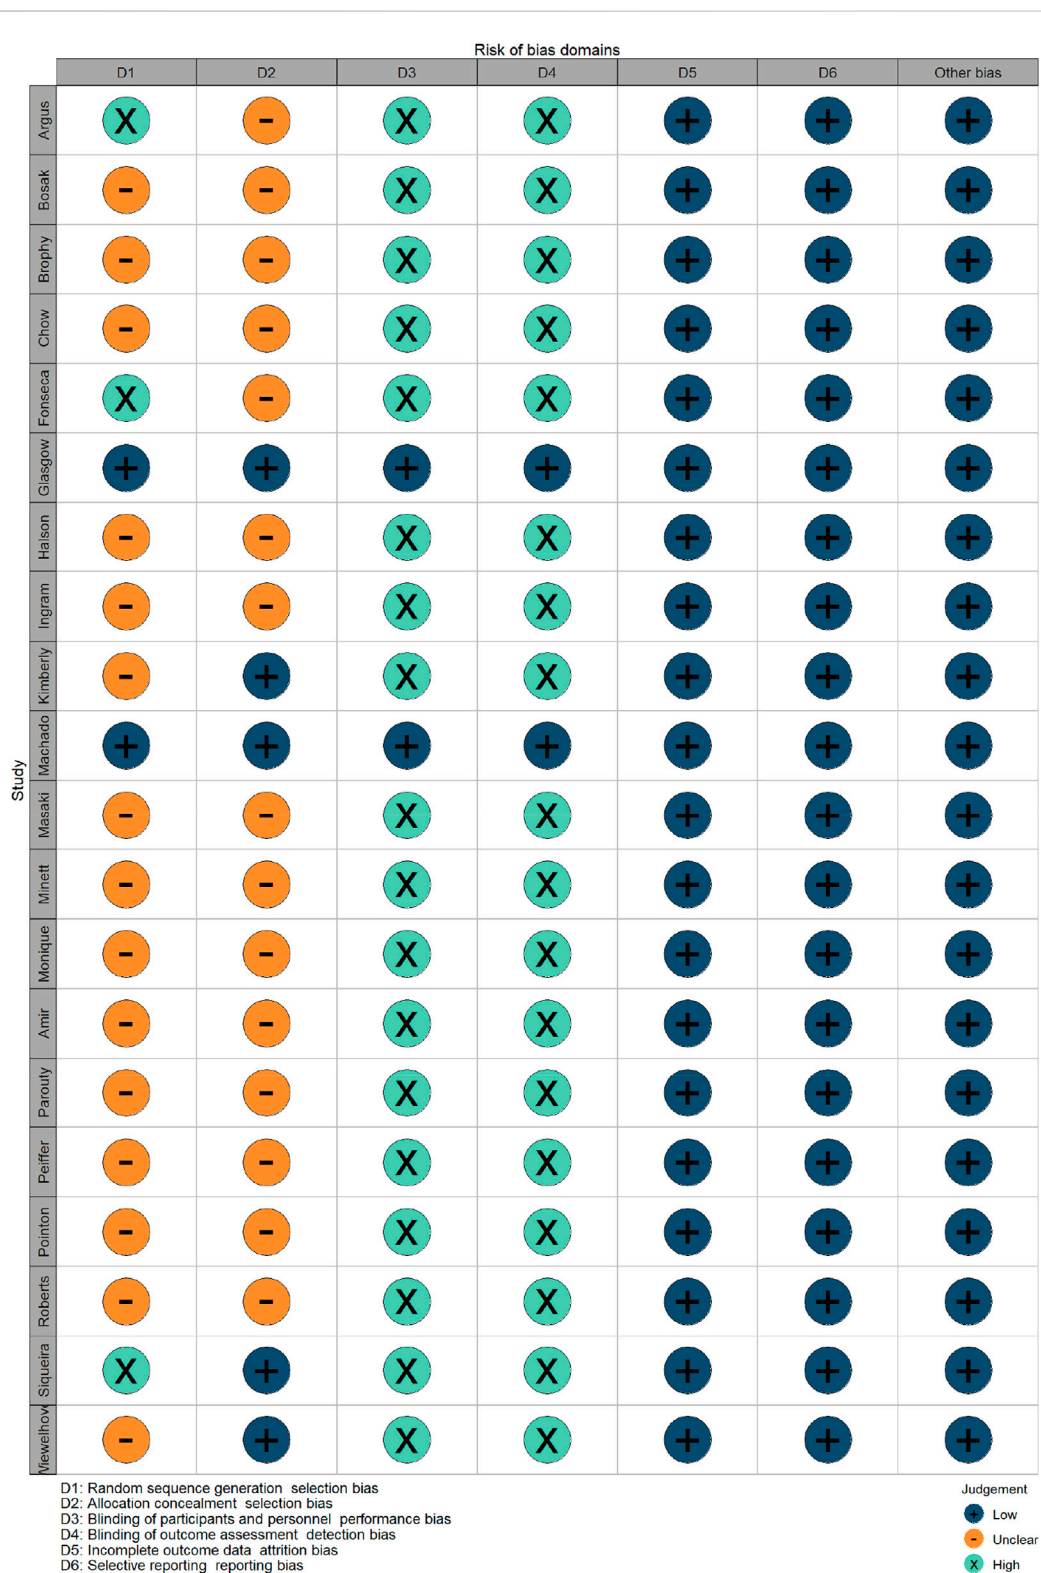 Risk of bias domains
D1 D2 D3 D4 D5 D6 Other bias
Study
Argus X - X X + + +
Bosak - - X X + + +
Brophy - - X X + + +
Chow - - X X + + +
Fonseca X - X X + + +
Glasgow + + + + + + +
Halson - - X X + + +
Ingram - - X X + + +
Kimberly - + X X + + +
Machado + + + + + + +
Masaki - - X X + + +
Minett - - X X + + +
Monique - - X X + + +
Amir - - X X + + +
Parouty - - X X + + +
Peiffer - - X X + + +
Pointon - - X X + + +
Roberts - - X X + + +
Siqueira X + X X + + +
Wiewelhove - + X X + + +
D1: Random sequence generation selection bias
D2: Allocation concealment selection bias
D3: Blinding of participants and personnel performance bias
D4: Blinding of outcome assessment detection bias
D5: Incomplete outcome data attrition bias
D6: Selective reporting reporting bias
Judgement
+ Low
- Unclear
X High